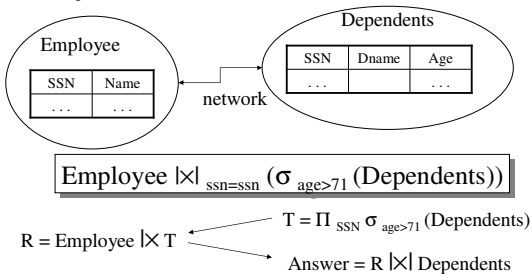 Dependents
Employee
SSN Dname Age
SSN Name
. . . . . .
. . . . . .
network
Employee |×| ssn=ssn (σ age>71 (Dependents))
T = Π SSN σ age>71 (Dependents)
R = Employee |× T
Answer = R |×| Dependents